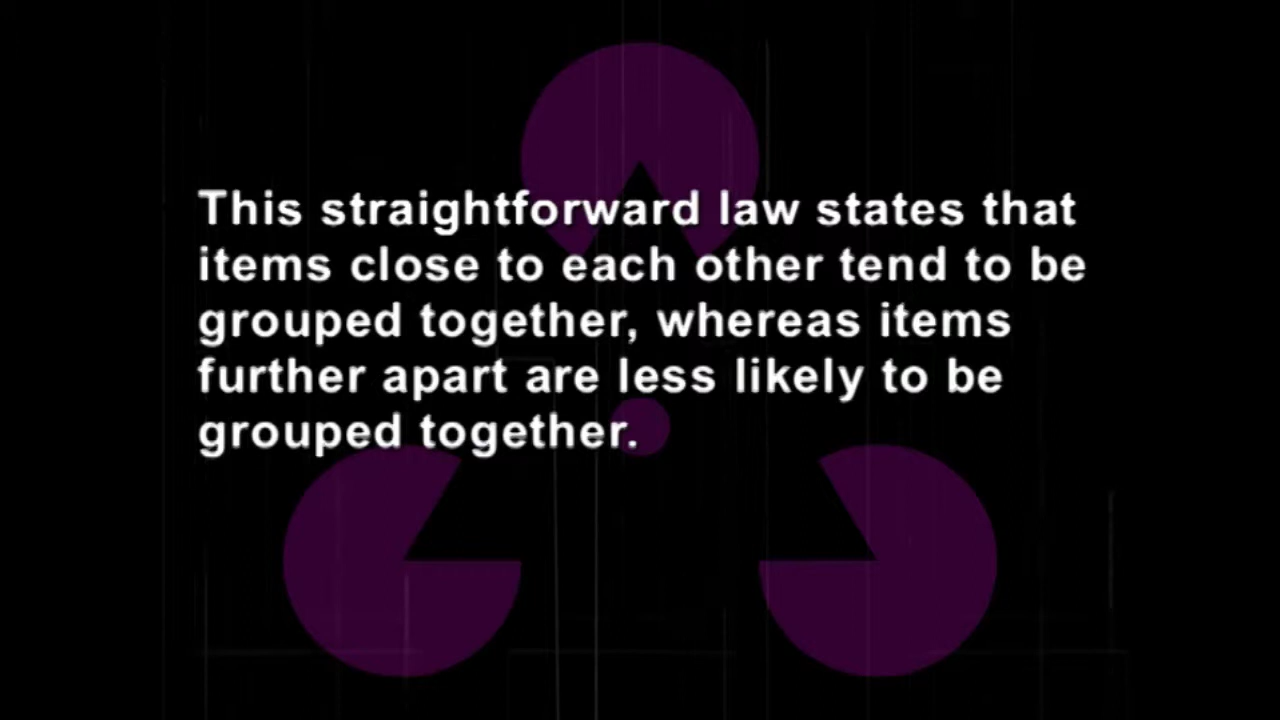 This straightforward law states that
items close to each other tend to be
grouped together, whereas items
further apart are less likely to be
grouped together.